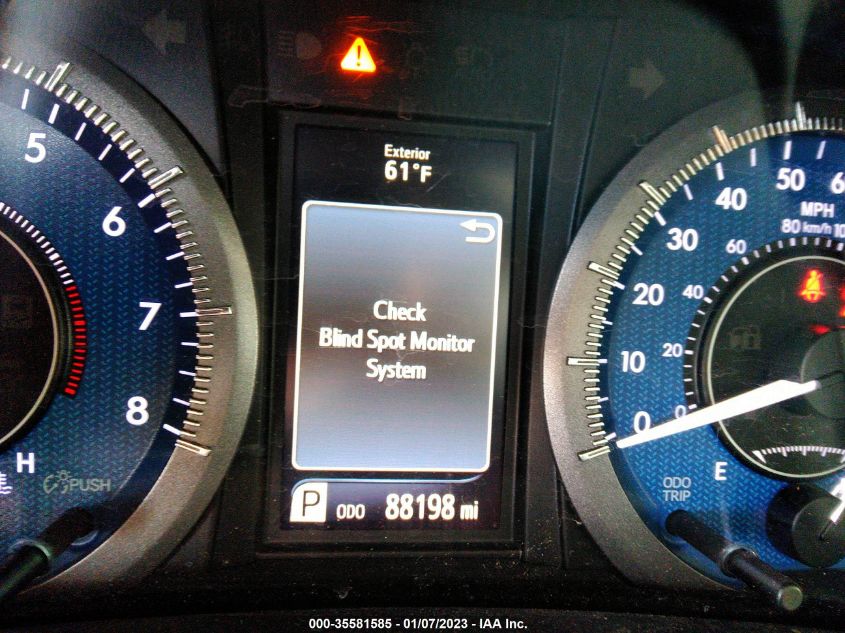 Exterior
61°F
Check
Blind Spot Monitor
System
P ODO 88198 mi
5
6
7
8
H
PUSH
0
10
20
30
40
50
MPH
80 km/h
60
40
20
0
E
ODO
TRIP
000-35581585 - 01/07/2023 - IAA Inc.